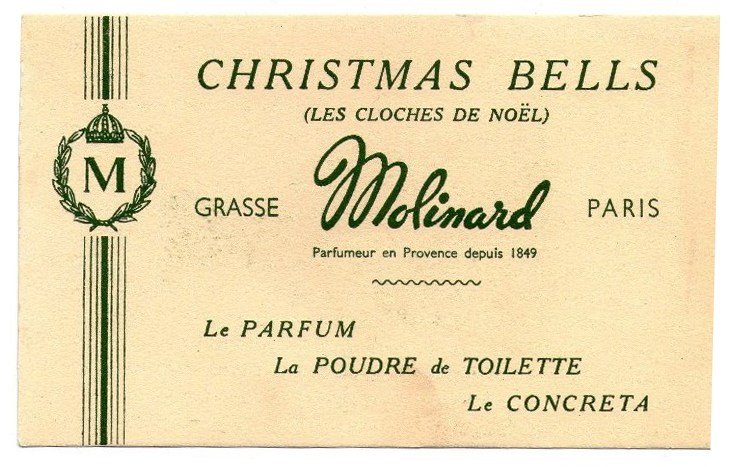 CHRISTMAS BELLS
(LES CLOCHES DE NOËL)
M
GRASSE Molinard PARIS
Parfumeur en Provence depuis 1849
Le PARFUM
La POUDRE de TOILETTE
Le CONCRETA